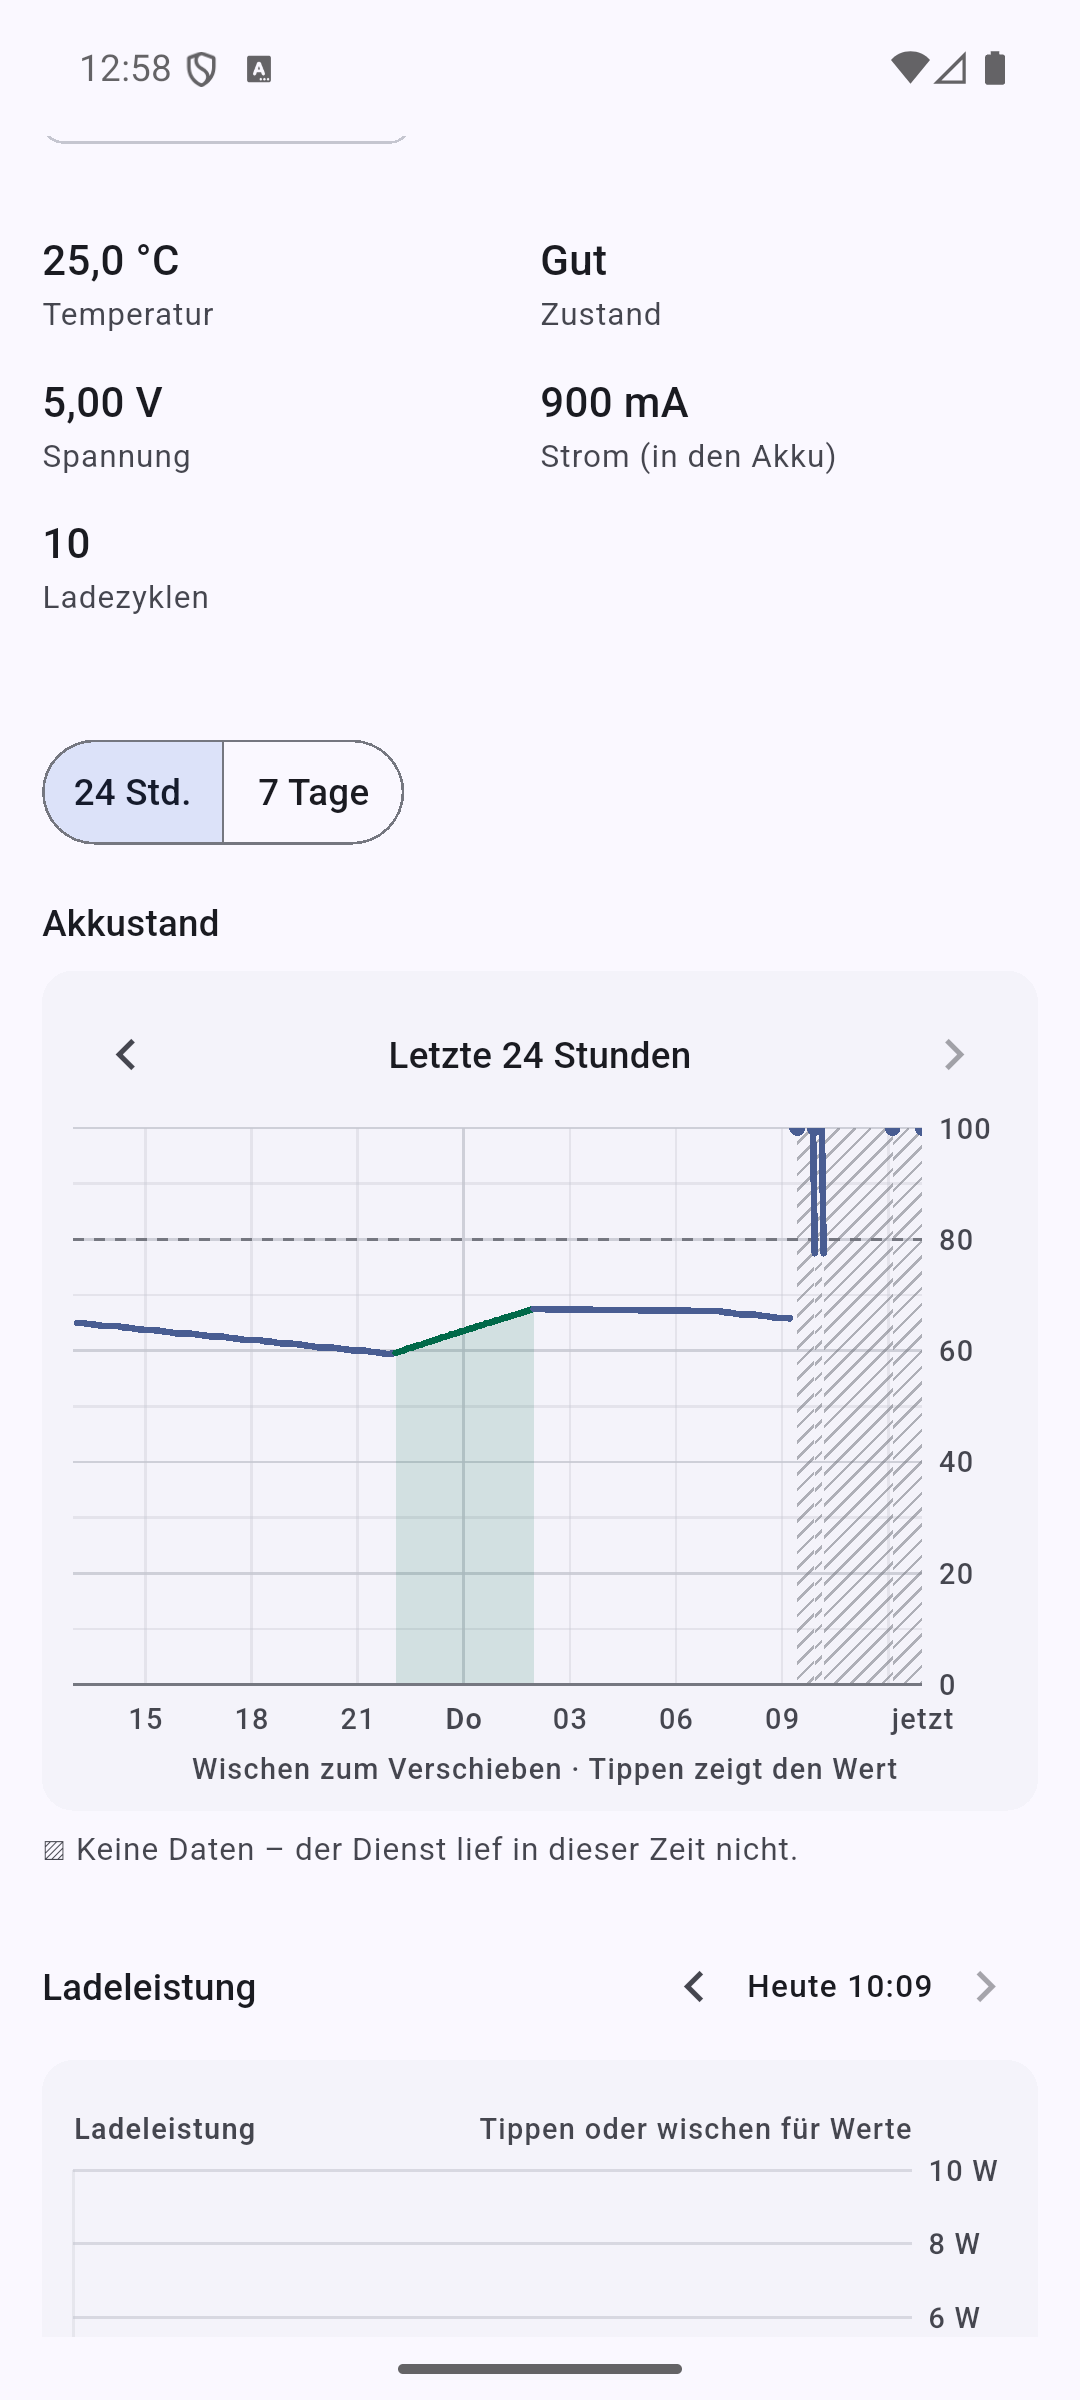 12:58
25,0 °C
Gut
Temperatur
Zustand
5,00 V
900 mA
Spannung
Strom (in den Akku)
10
Ladezyklen
24 Std.
7 Tage
Akkustand
Letzte 24 Stunden
100
80
60
40
20
0
15 18 21 Do 03 06 09 jetzt
Wischen zum Verschieben · Tippen zeigt den Wert
Keine Daten – der Dienst lief in dieser Zeit nicht.
Ladeleistung
Heute 10:09
Ladeleistung
Tippen oder wischen für Werte
10 W
8 W
6 W